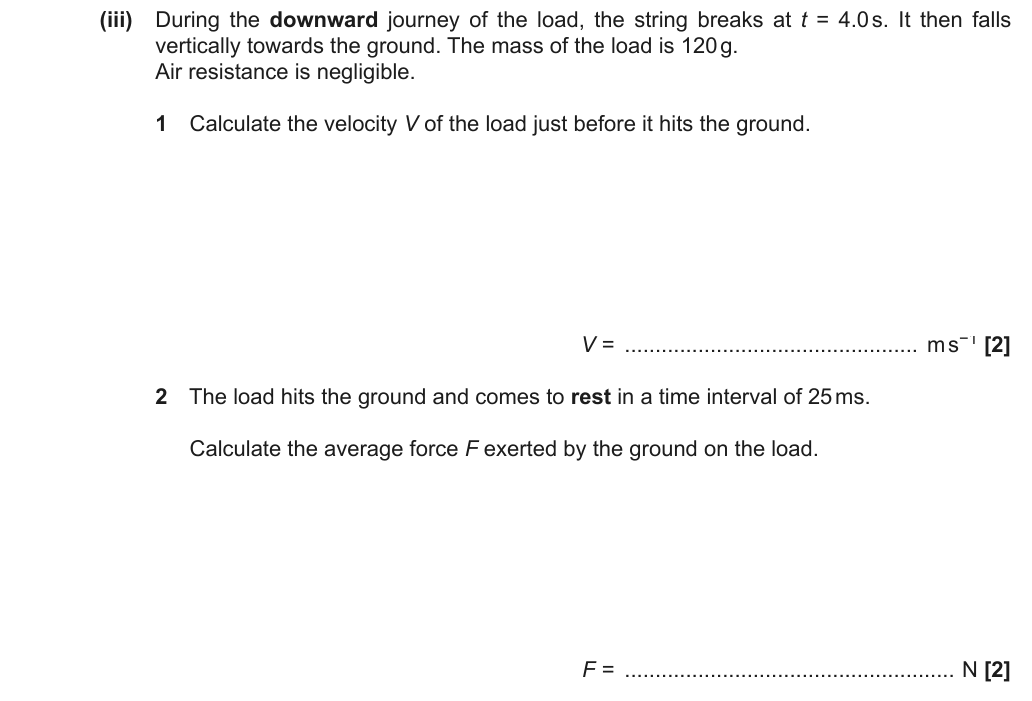 (iii) During the downward journey of the load, the string breaks at t = 4.0 s. It then falls
vertically towards the ground. The mass of the load is 120 g.
Air resistance is negligible.
1 Calculate the velocity V of the load just before it hits the ground.
V = ................................................ m s⁻¹ [2]
2 The load hits the ground and comes to rest in a time interval of 25 ms.
Calculate the average force F exerted by the ground on the load.
F = ...................................................... N [2]